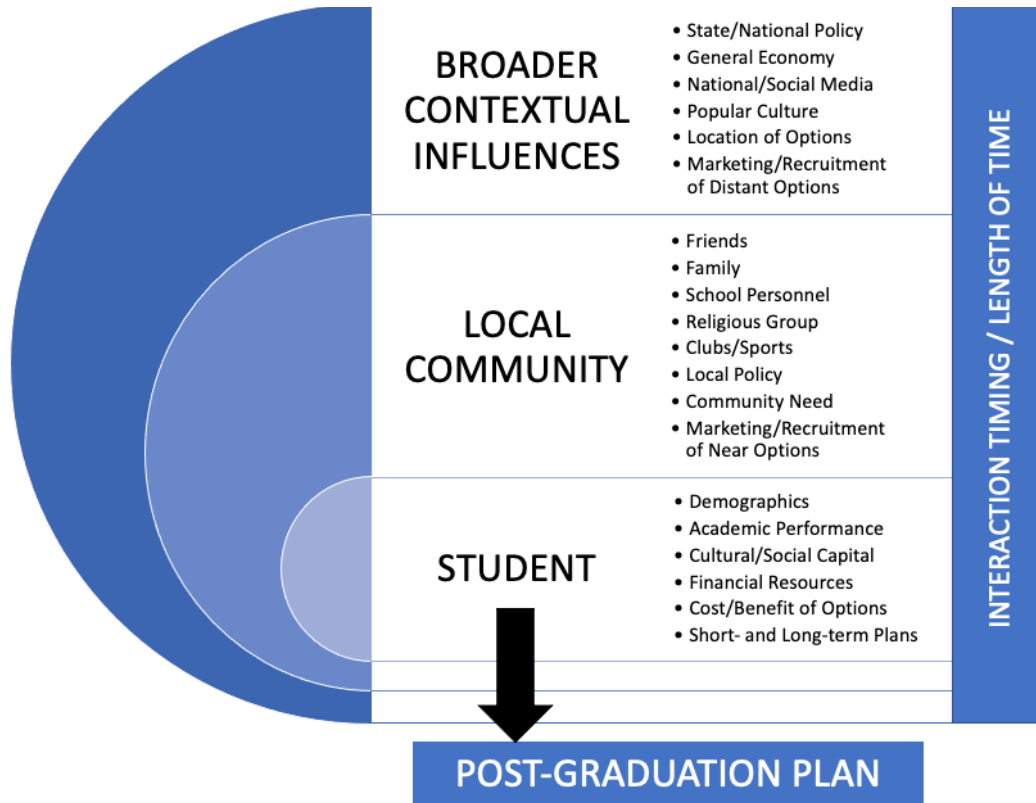 BROADER
CONTEXTUAL
INFLUENCES
• State/National Policy
• General Economy
• National/Social Media
• Popular Culture
• Location of Options
• Marketing/Recruitment
of Distant Options
LOCAL
COMMUNITY
• Friends
• Family
• School Personnel
• Religious Group
• Clubs/Sports
• Local Policy
• Community Need
• Marketing/Recruitment
of Near Options
STUDENT
• Demographics
• Academic Performance
• Cultural/Social Capital
• Financial Resources
• Cost/Benefit of Options
• Short- and Long-term Plans
INTERACTION TIMING / LENGTH OF TIME
POST-GRADUATION PLAN